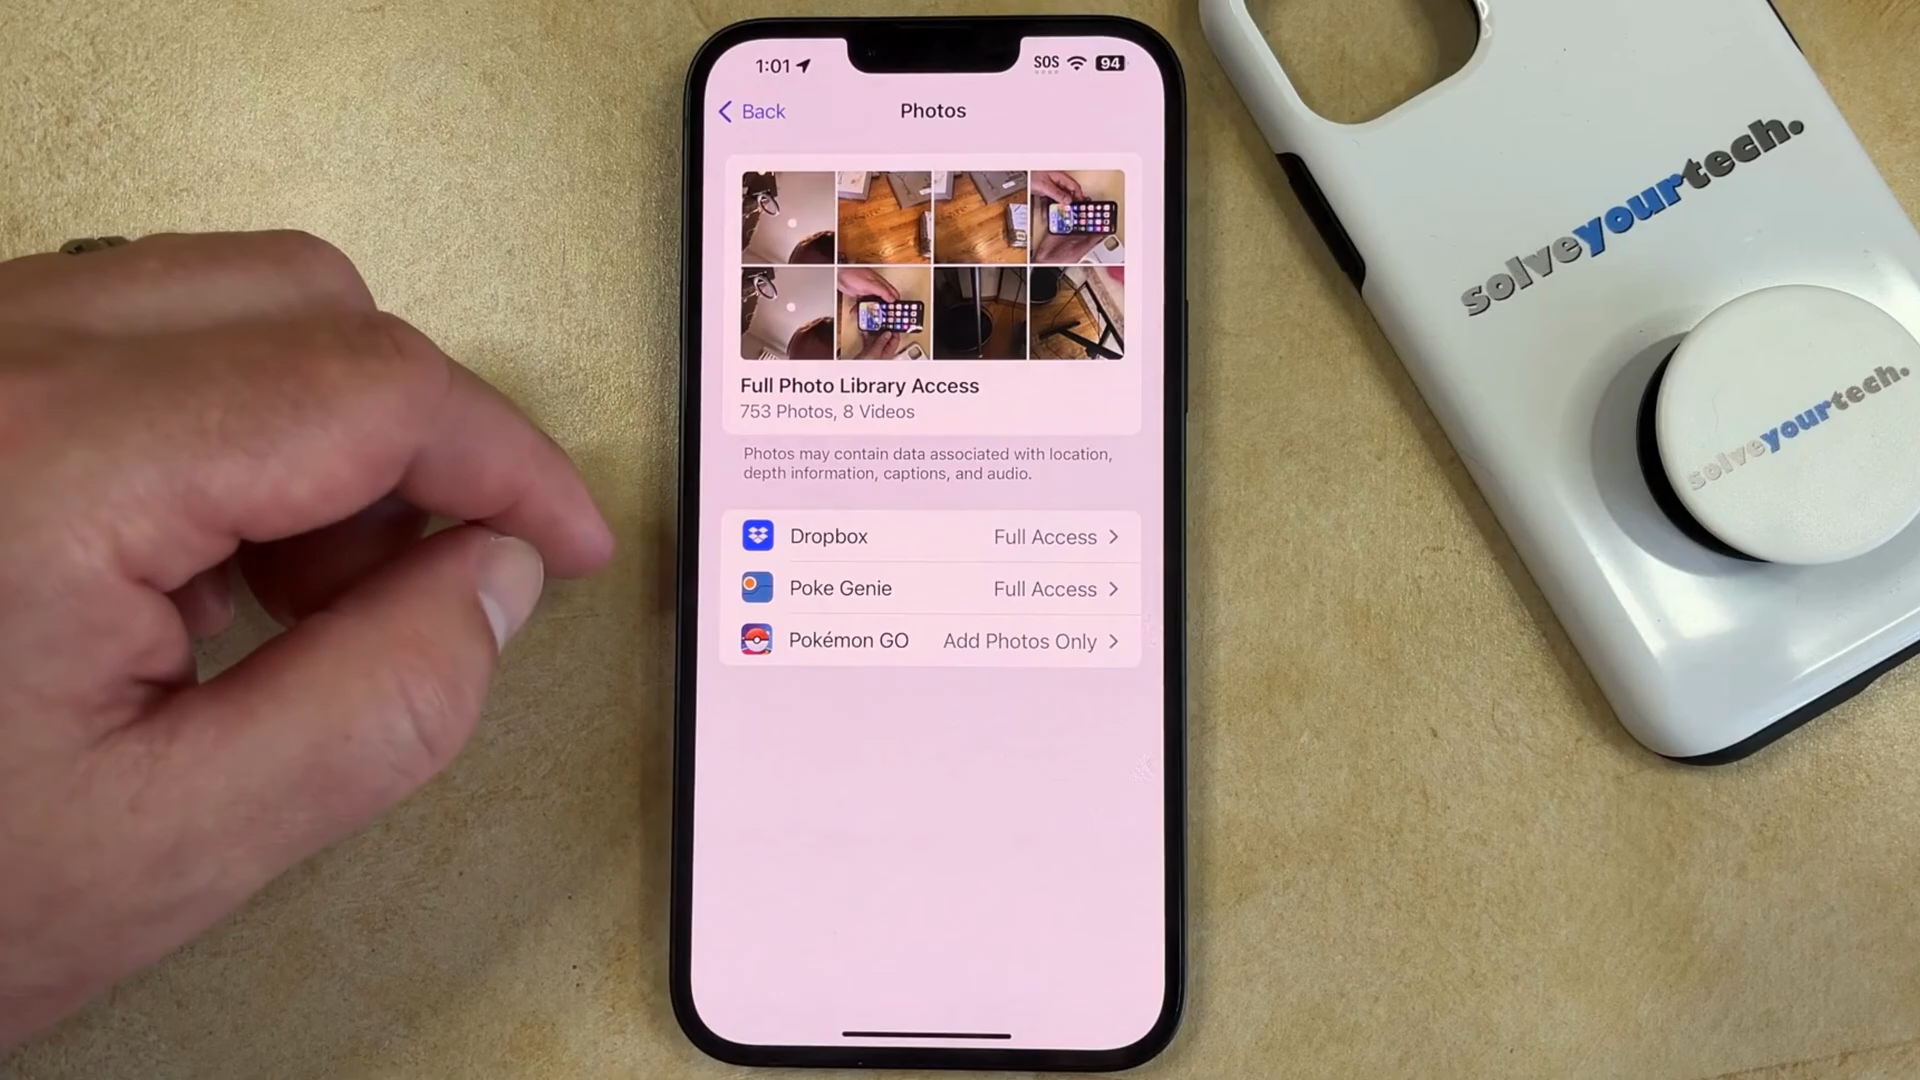 1:01
SOS
94
Back
Photos
Full Photo Library Access
753 Photos, 8 Videos
Photos may contain data associated with location,
depth information, captions, and audio.
Dropbox Full Access
Poke Genie Full Access
Pokémon GO Add Photos Only
solveyourtech.
solveyourtech.